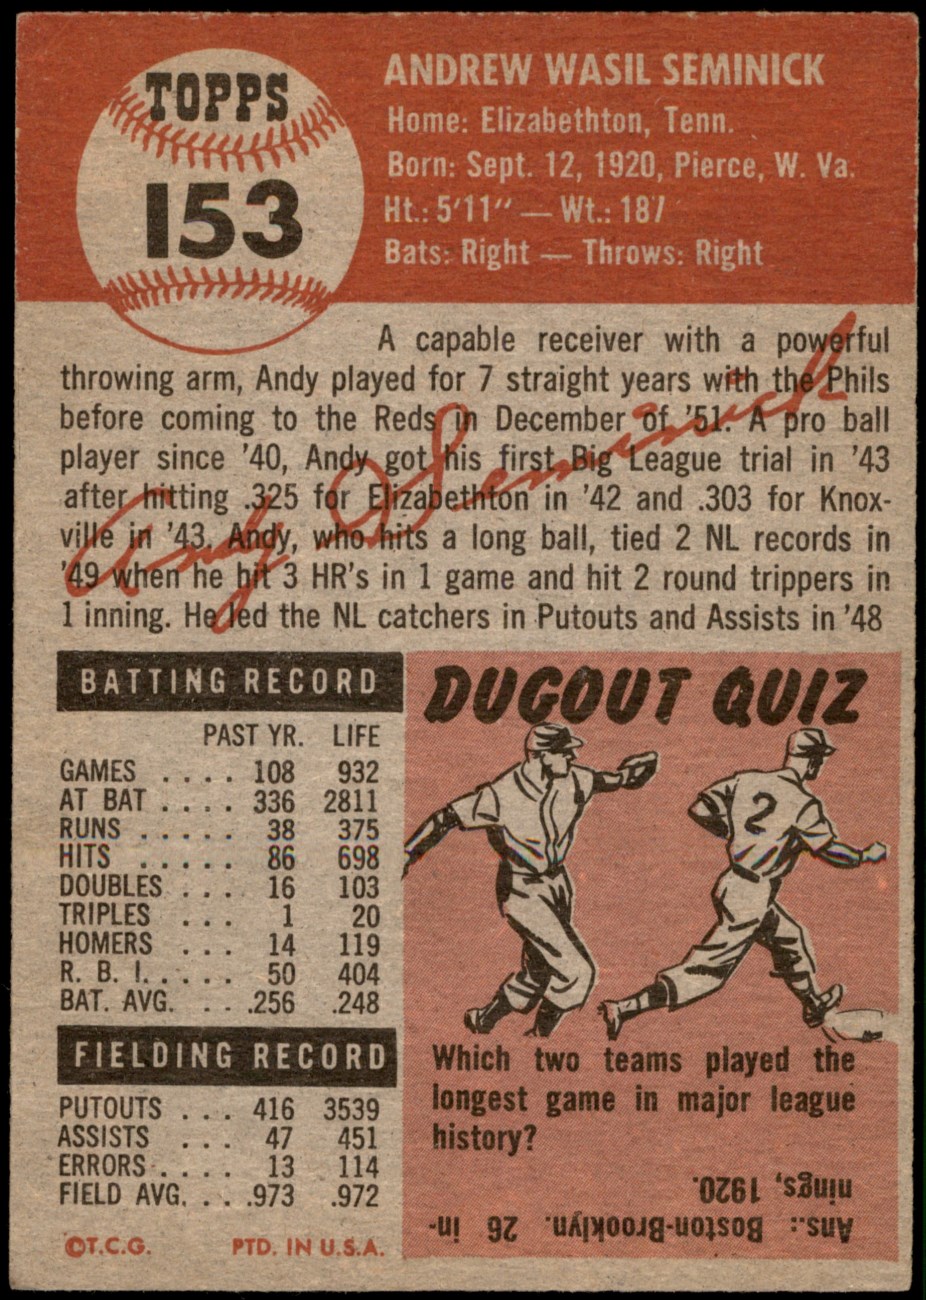 TOPPS
153
ANDREW WASIL SEMINICK
Home: Elizabethton, Tenn.
Born: Sept. 12, 1920, Pierce, W. Va.
Ht.: 5'11" — Wt.: 187
Bats: Right — Throws: Right
A capable receiver with a powerful
throwing arm, Andy played for 7 straight years with the Phils
before coming to the Reds in December of '51. A pro ball
player since '40, Andy got his first Big League trial in '43
after hitting .325 for Elizabethton in '42 and .303 for Knox-
ville in '43. Andy, who hits a long ball, tied 2 NL records in
'49 when he hit 3 HR's in 1 game and hit 2 round trippers in
1 inning. He led the NL catchers in Putouts and Assists in '48
Andy Seminick
BATTING RECORD
PAST YR. LIFE
GAMES .... 108 932
AT BAT .... 336 2811
RUNS ..... 38 375
HITS ..... 86 698
DOUBLES ... 16 103
TRIPLES ... 1 20
HOMERS ... 14 119
R. B. I..... 50 404
BAT. AVG. ...256 .248
FIELDING RECORD
PUTOUTS ... 416 3539
ASSISTS ... 47 451
ERRORS .... 13 114
FIELD AVG. ...973 .972
©T.C.G. PTD. IN U.S.A.
DUGOUT QUIZ
2
Which two teams played the
longest game in major league
history?
Ans.: Boston-Brooklyn. 26 in-
nings, 1920.